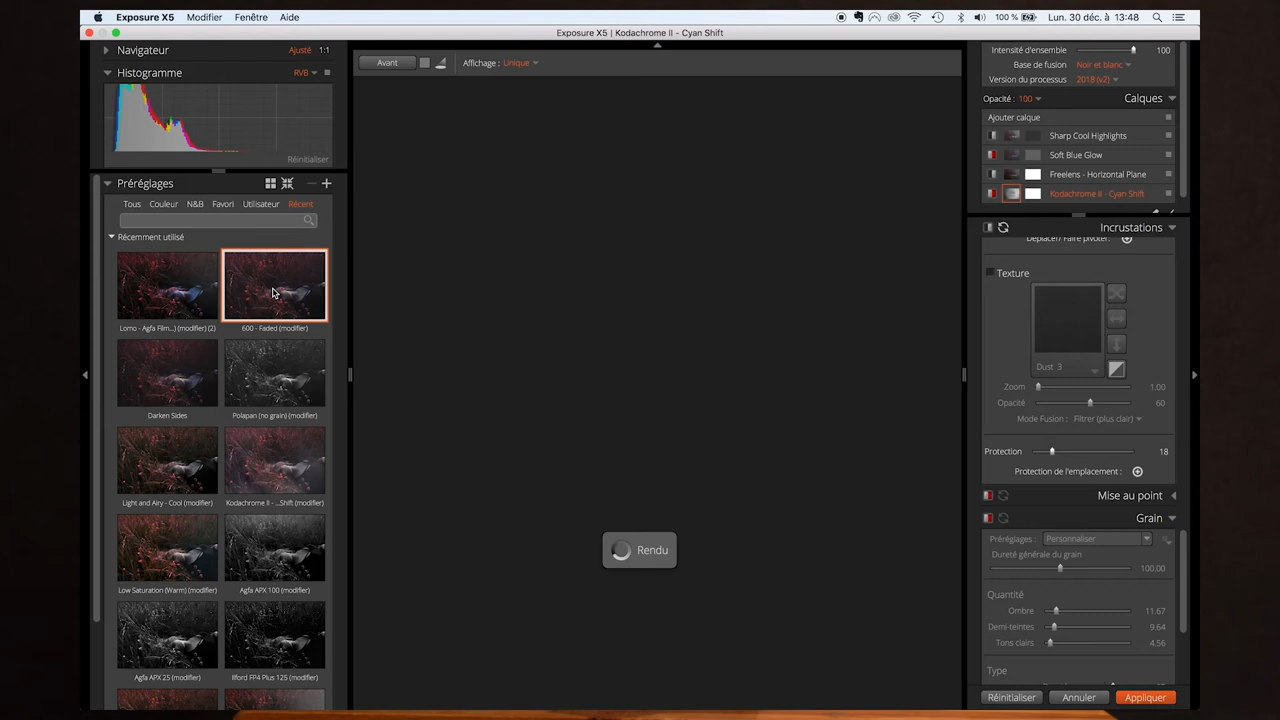 Exposure X5 Modifier Fenêtre Aide
100 % Lun. 30 déc. à 13:48
Exposure X5 | Kodachrome II - Cyan Shift
Navigateur Ajusté 1:1
Histogramme RVB
Réinitialiser
Préréglages
Tous Couleur N&B Favori Utilisateur Récent
Récemment utilisé
Lomo - Agfa Film...) (modifier) (2)
600 - Faded (modifier)
Darken Sides
Polapan (no grain) (modifier)
Light and Airy - Cool (modifier)
Kodachrome II - ...Shift (modifier)
Low Saturation (Warm) (modifier)
Agfa APX 100 (modifier)
Agfa APX 25 (modifier)
Ilford FP4 Plus 125 (modifier)
Avant
Affichage : Unique
Rendu
Intensité d'ensemble 100
Base de fusion Noir et blanc
Version du processus 2018 (v2)
Opacité : 100 Calques
Ajouter calque
Sharp Cool Highlights
Soft Blue Glow
Freelens - Horizontal Plane
Kodachrome II - Cyan Shift
Incrustations
Déplacer/ Faire pivoter:
Texture
Dust 3
Zoom 1.00
Opacité 60
Mode Fusion : Filtrer (plus clair)
Protection 18
Protection de l'emplacement :
Mise au point
Grain
Préréglages : Personnaliser
Dureté générale du grain
100.00
Quantité
Ombre 11.67
Demi-teintes 9.64
Tons clairs 4.56
Type
Réinitialiser Annuler Appliquer